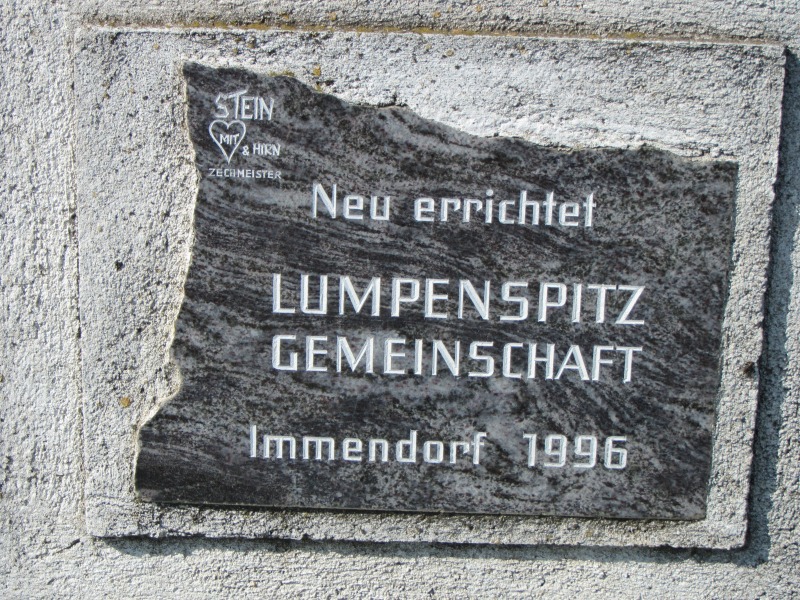 STEIN
MIT
& HIRN
ZECHMEISTER
Neu errichtet
LUMPENSPITZ
GEMEINSCHAFT
Immendorf 1996